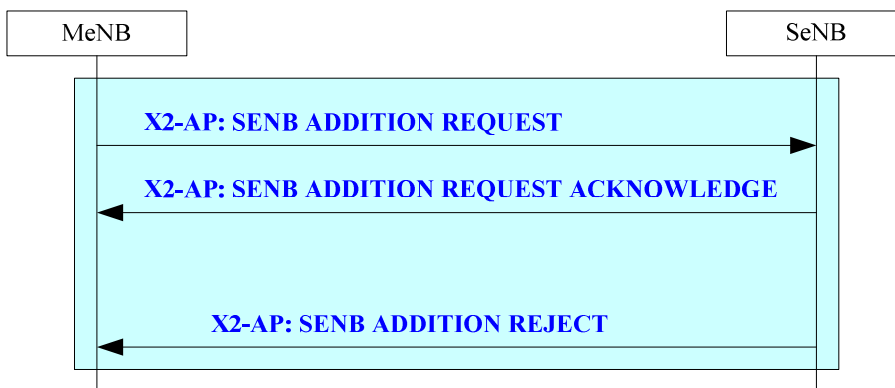 MeNB
SeNB
X2-AP: SENB ADDITION REQUEST
X2-AP: SENB ADDITION REQUEST ACKNOWLEDGE
X2-AP: SENB ADDITION REJECT